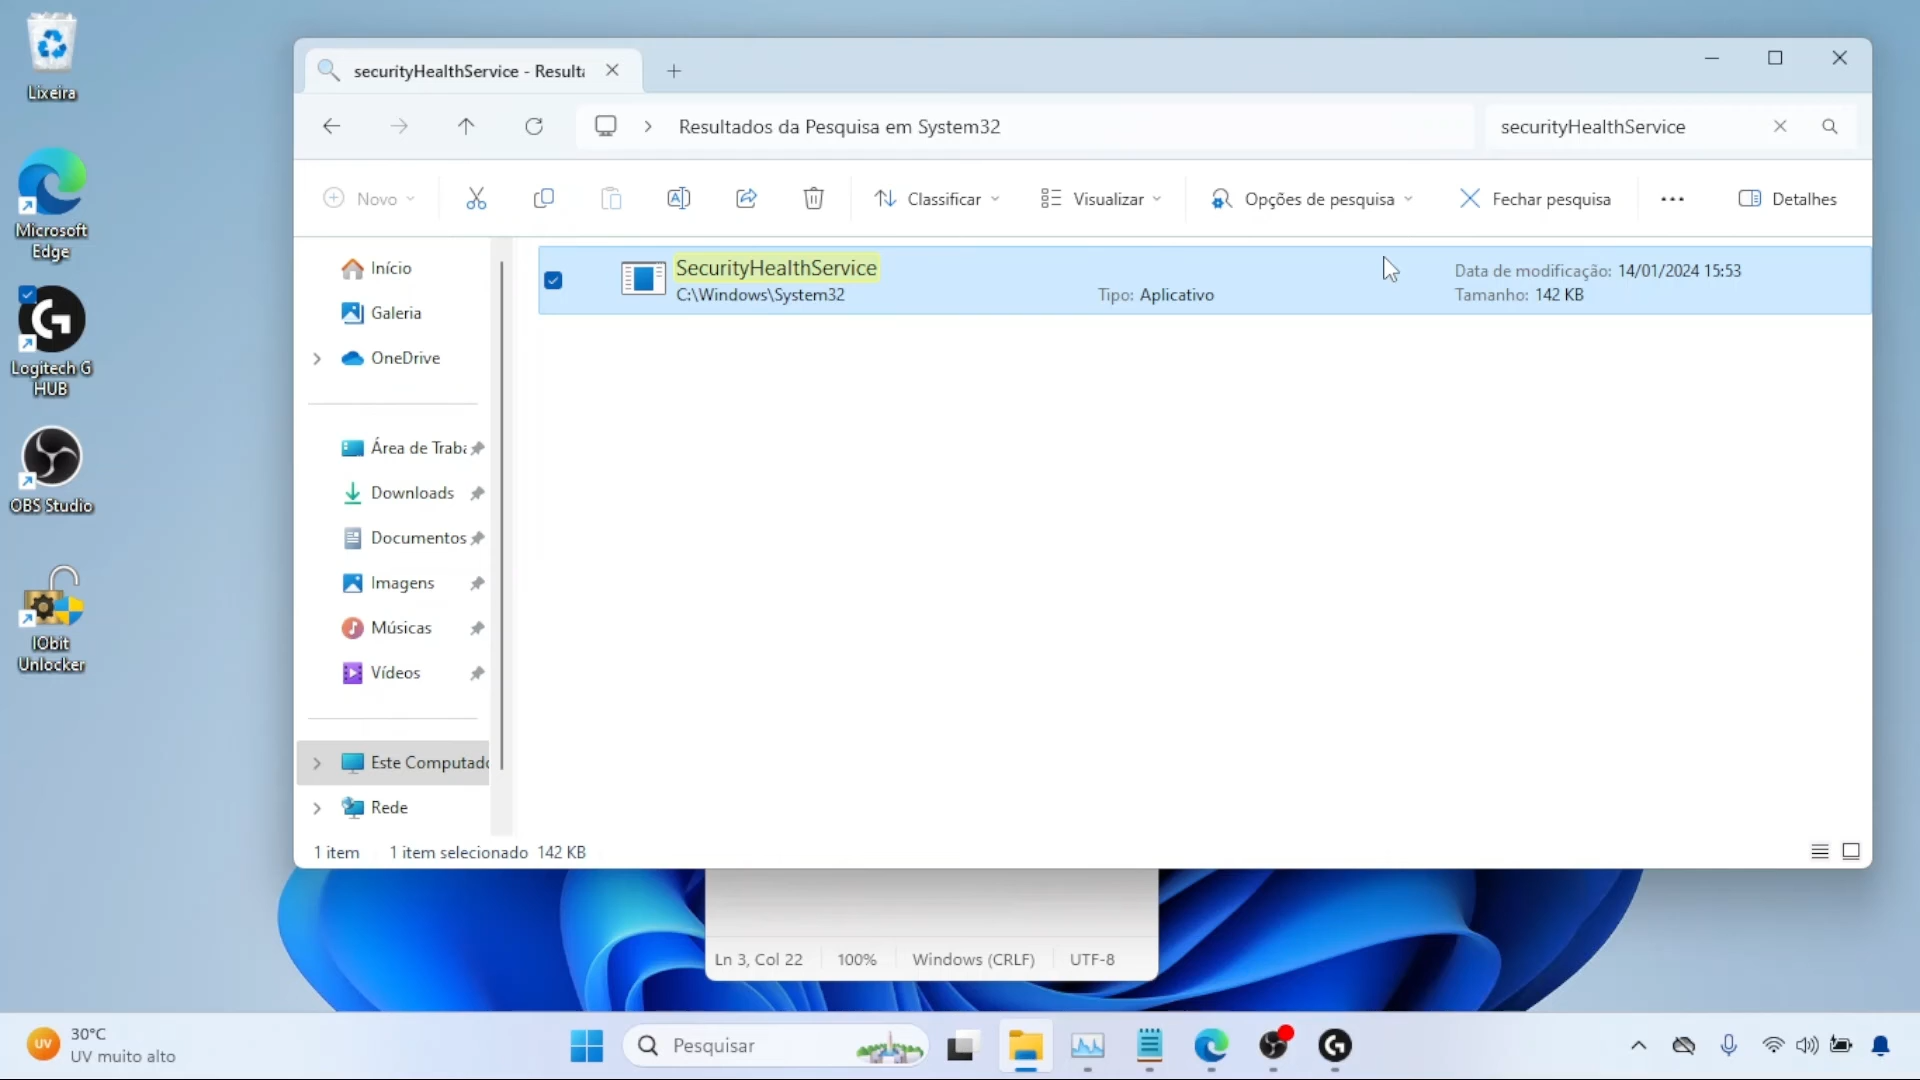 Lixeira
Microsoft
Edge
Logitech G
HUB
OBS Studio
IObit
Unlocker
securityHealthService - Resulta
Resultados da Pesquisa em System32
securityHealthService
Novo
Classificar
Visualizar
Opções de pesquisa
Fechar pesquisa
Detalhes
Início
Galeria
OneDrive
Área de Traba
Downloads
Documentos
Imagens
Músicas
Vídeos
Este Computado
Rede
SecurityHealthService
C:\Windows\System32
Tipo: Aplicativo
Data de modificação: 14/01/2024 15:53
Tamanho: 142 KB
1 item
1 item selecionado 142 KB
Ln 3, Col 22
100%
Windows (CRLF)
UTF-8
UV
30°C
UV muito alto
Pesquisar